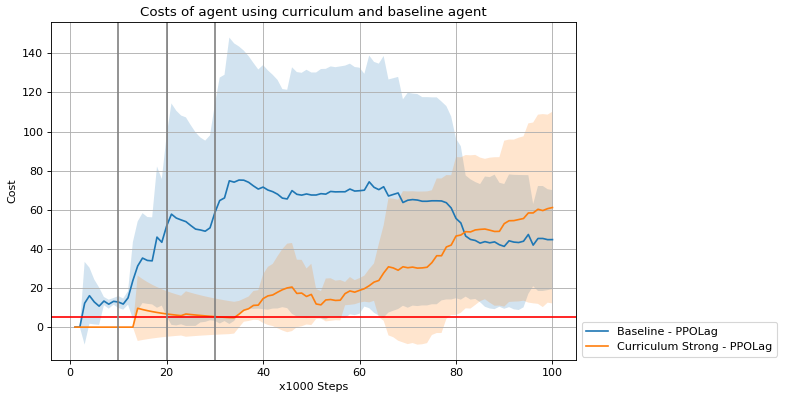 Costs of agent using curriculum and baseline agent
Cost
140
120
100
80
60
40
20
0
0 20 40 60 80 100
x1000 Steps
Baseline - PPOLag
Curriculum Strong - PPOLag